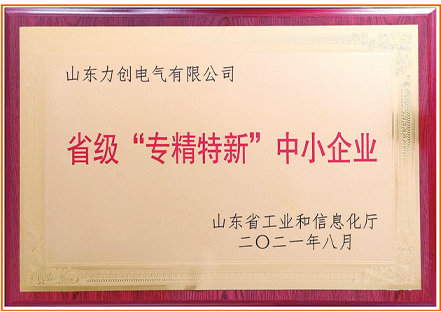 山东力创电气有限公司
省级“专精特新”中小企业
山东省工业和信息化厅
二〇二一年八月